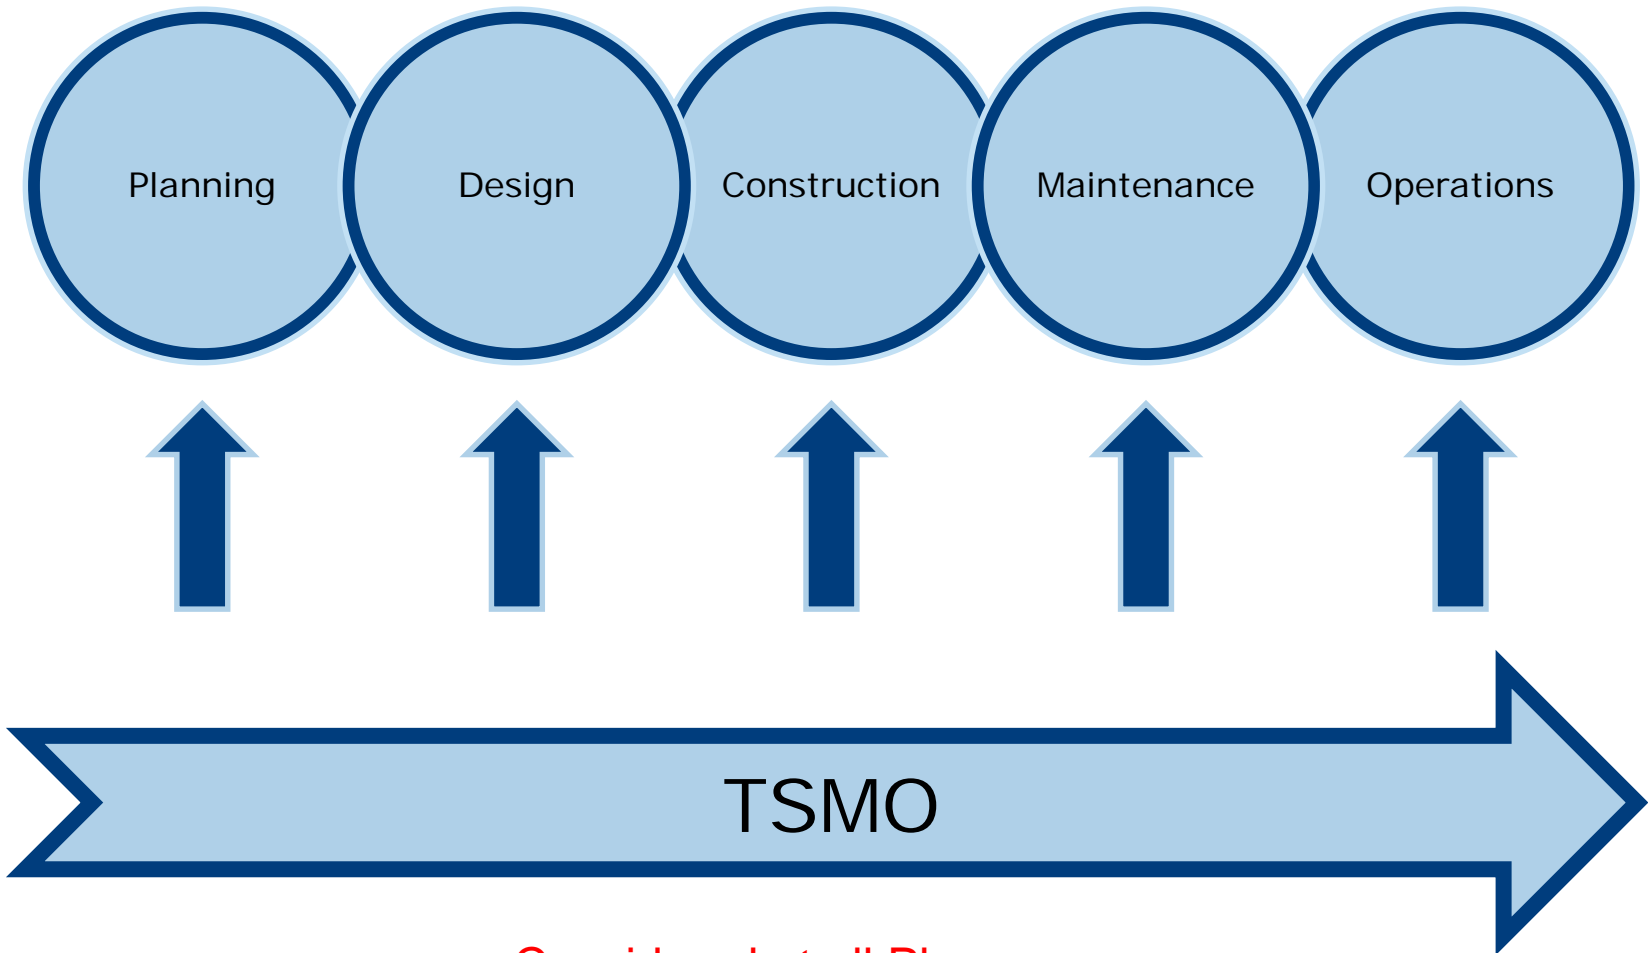 Planning Design Construction Maintenance Operations
TSMO